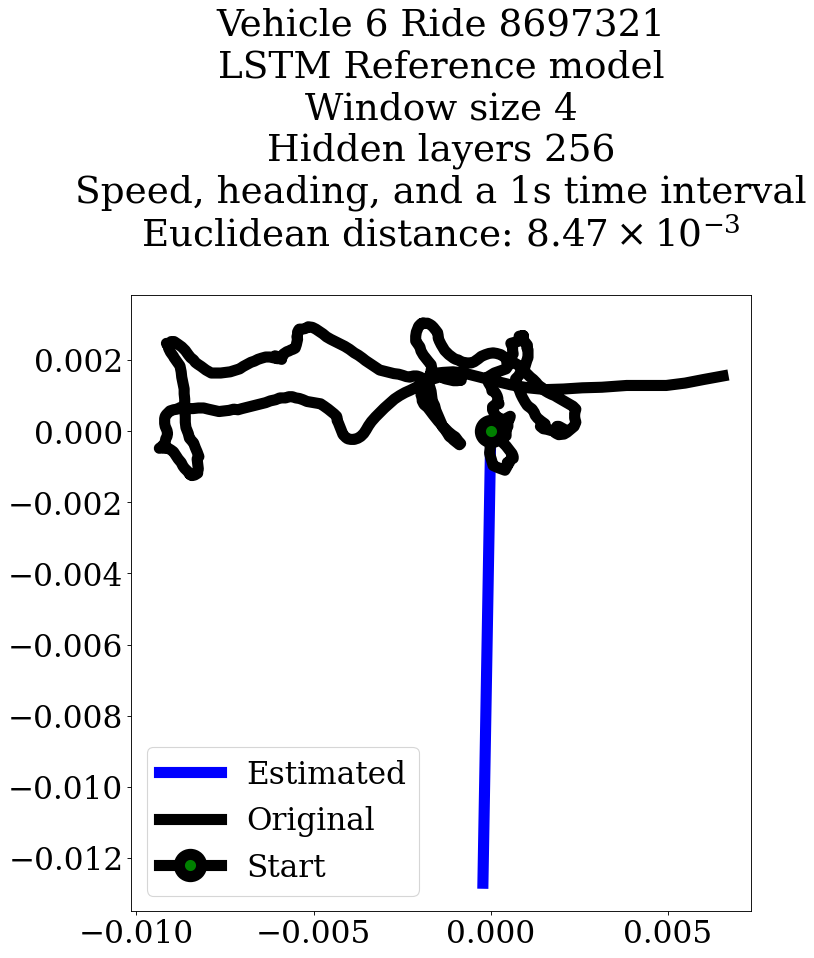 Vehicle 6 Ride 8697321
LSTM Reference model
Window size 4
Hidden layers 256
Speed, heading, and a 1s time interval
Euclidean distance: 8.47 × 10⁻³
0.002
0.000
−0.002
−0.004
−0.006
−0.008
−0.010
−0.012
Estimated
Original
Start
−0.010
−0.005
0.000
0.005